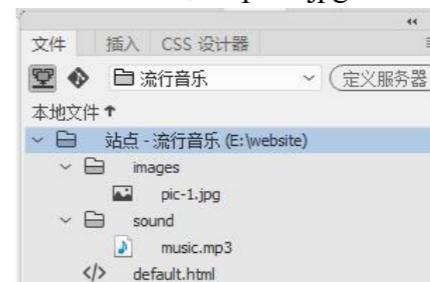 文件 插入 CSS 设计器
流行音乐 定义服务器
本地文件
站点 - 流行音乐 (E:\website)
images
pic-1.jpg
sound
music.mp3
default.html